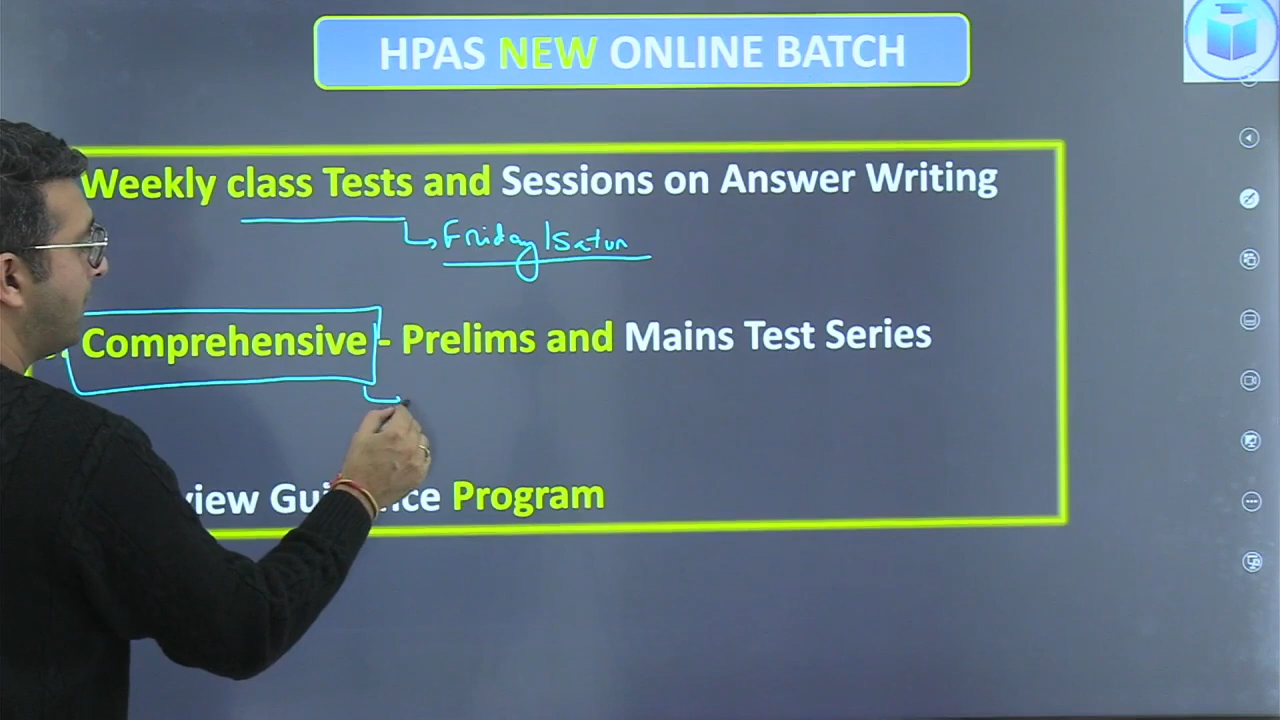 HPAS NEW ONLINE BATCH
Weekly class Tests and Sessions on Answer Writing
Friday/Satur
Comprehensive - Prelims and Mains Test Series
Program